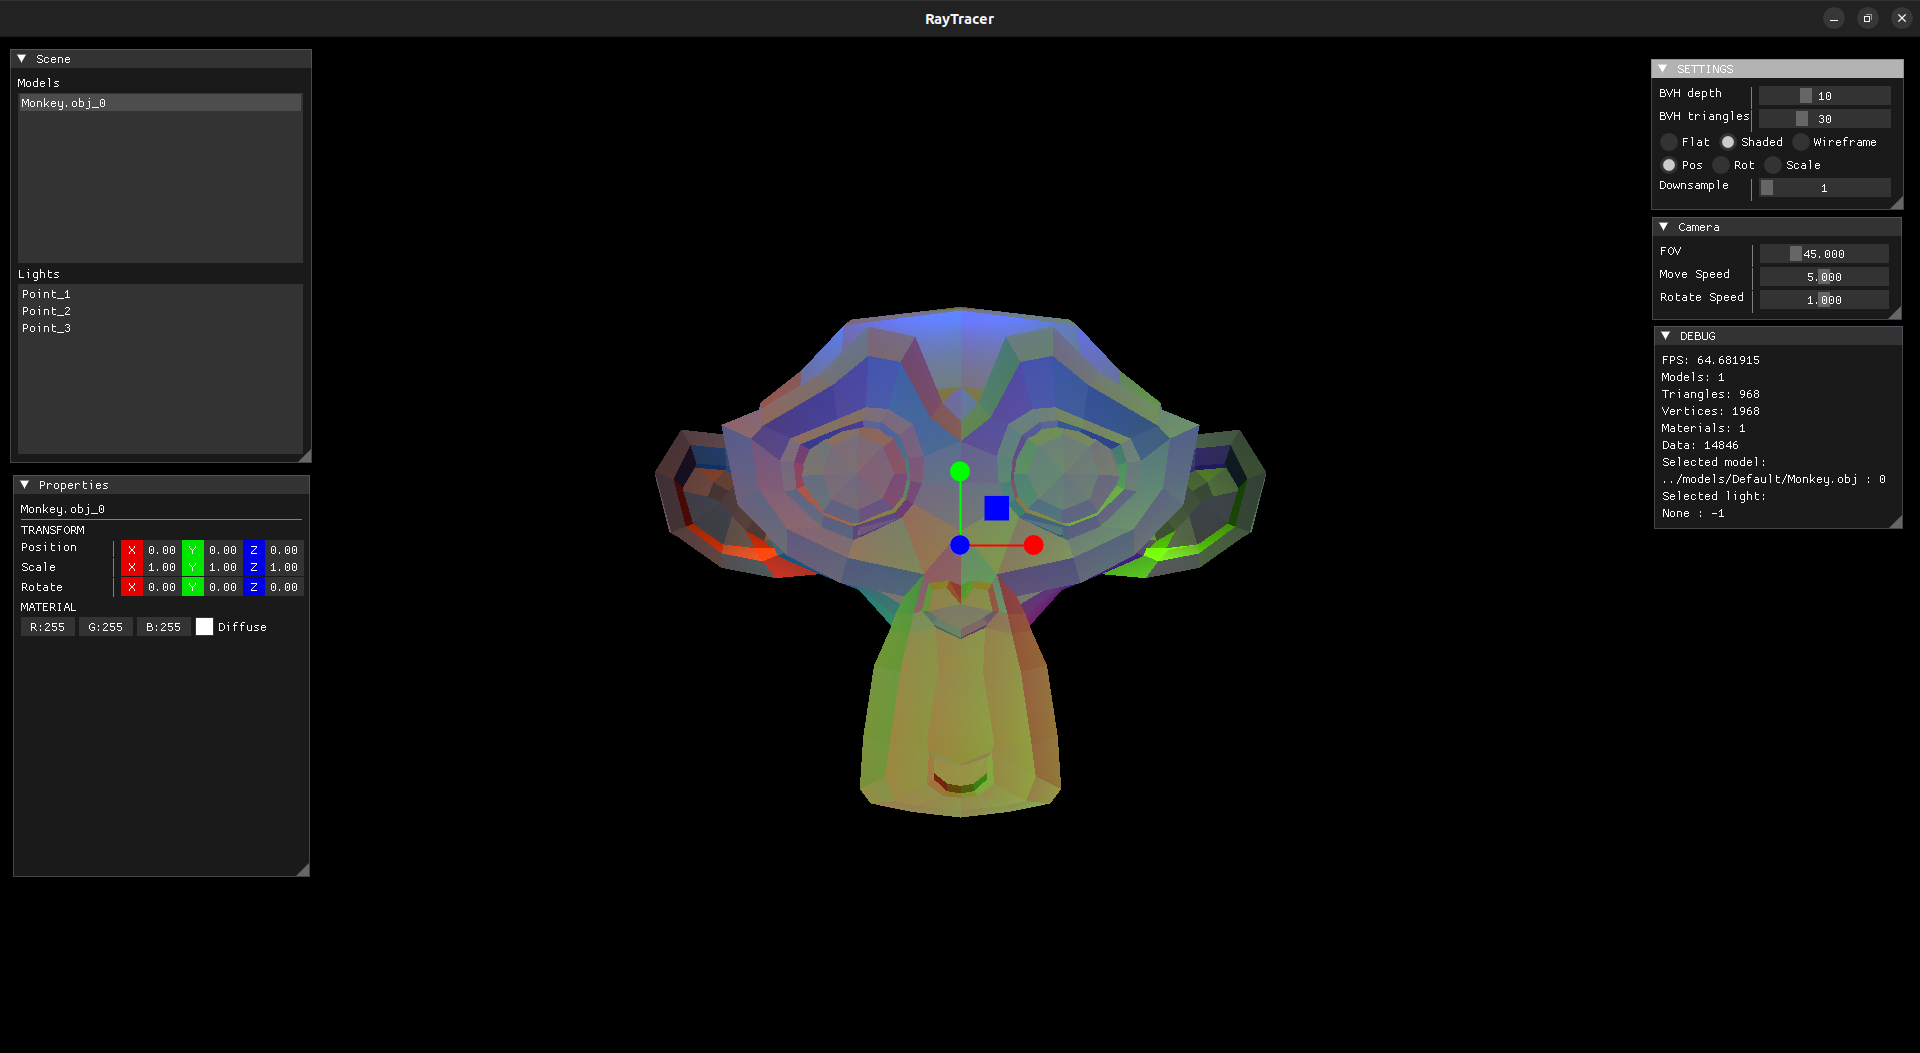 RayTracer
Scene
Models
Monkey.obj_0
Lights
Point_1
Point_2
Point_3
Properties
Monkey.obj_0
TRANSFORM
Position X 0.00 Y 0.00 Z 0.00
Scale X 1.00 Y 1.00 Z 1.00
Rotate X 0.00 Y 0.00 Z 0.00
MATERIAL
R:255 G:255 B:255 Diffuse
SETTINGS
BVH depth 10
BVH triangles 30
Flat Shaded Wireframe
Pos Rot Scale
Downsample 1
Camera
FOV 45.000
Move Speed 5.000
Rotate Speed 1.000
DEBUG
FPS: 64.681915
Models: 1
Triangles: 968
Vertices: 1968
Materials: 1
Data: 14846
Selected model:
../models/Default/Monkey.obj : 0
Selected light:
None : -1